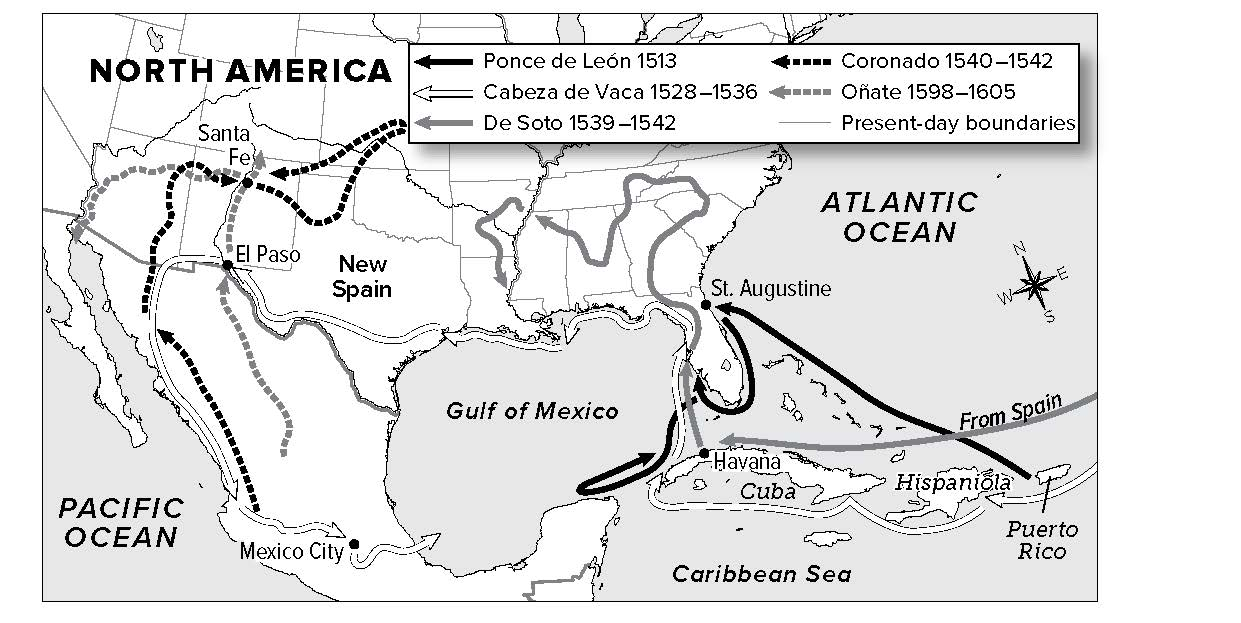 NORTH AMERICA
Ponce de León 1513
Cabeza de Vaca 1528–1536
De Soto 1539–1542
Coronado 1540–1542
Oñate 1598–1605
Present-day boundaries
Santa
Fe
ATLANTIC
OCEAN
N
E
W
S
El Paso
New
Spain
St. Augustine
Gulf of Mexico
From Spain
Havana
Cuba
Hispaniola
Puerto
Rico
PACIFIC
OCEAN
Mexico City
Caribbean Sea